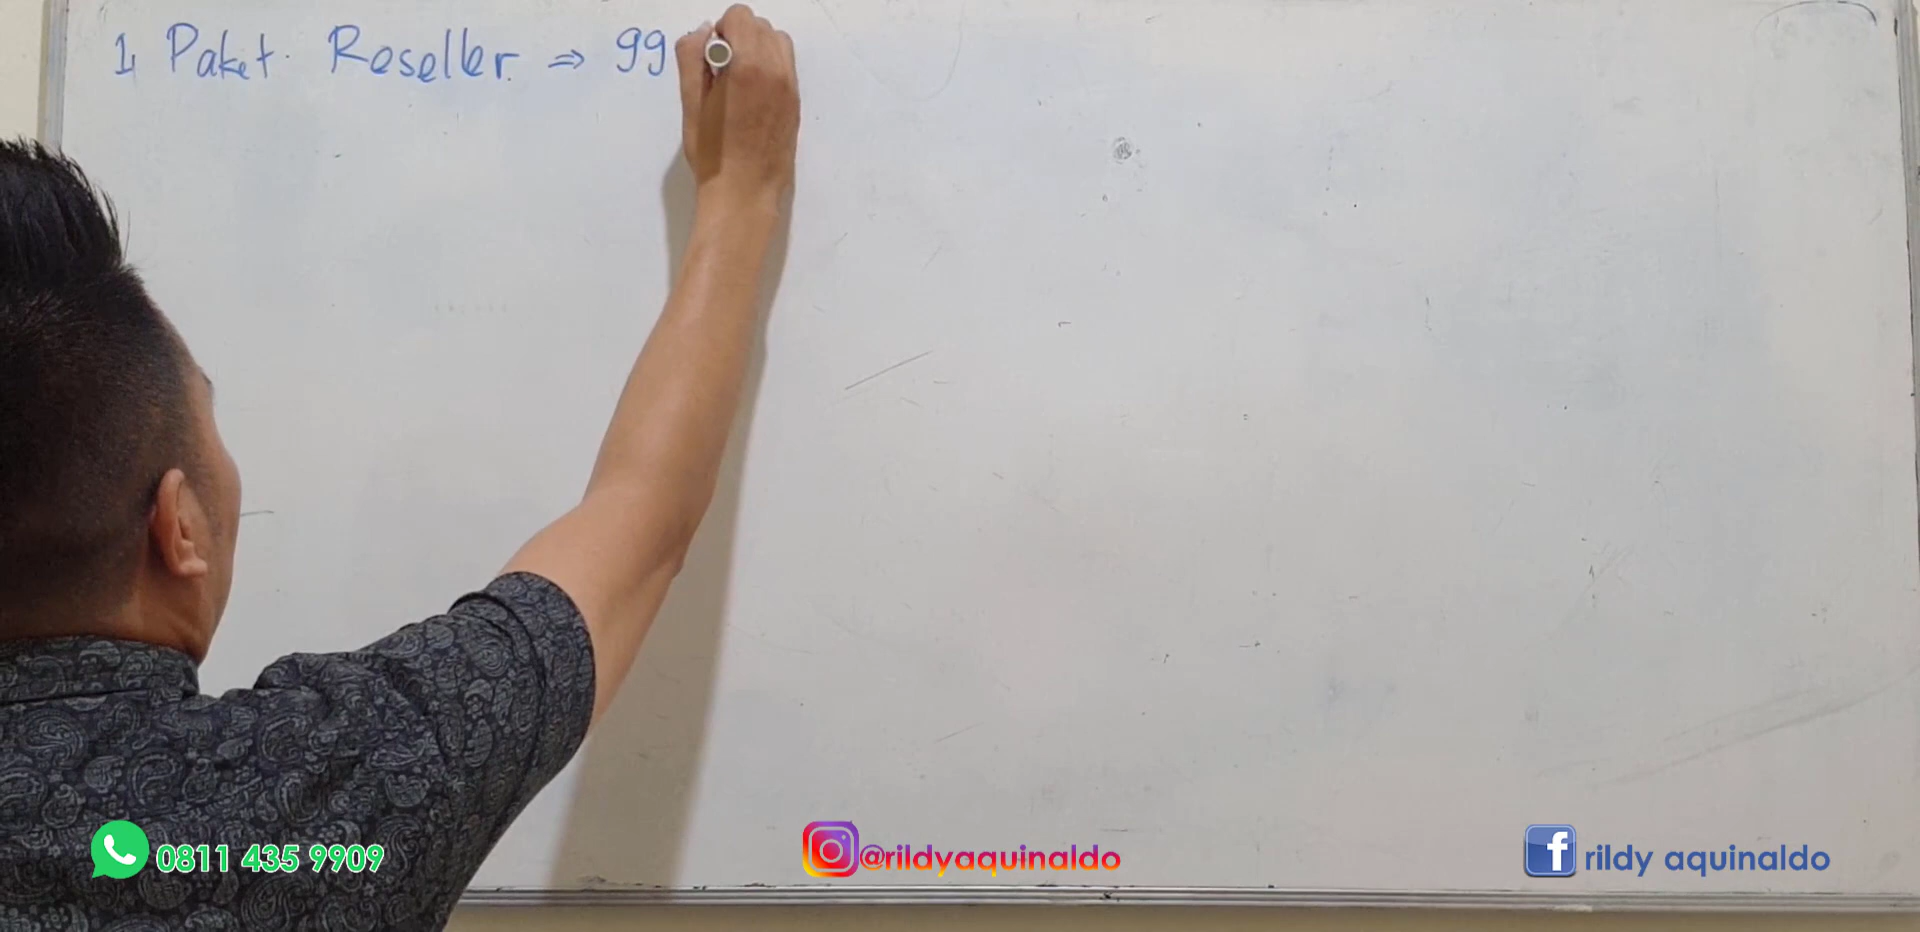 1, Paket. Reseller. => 99
0811 435 9909
@rildyaquinaldo
rildy aquinaldo